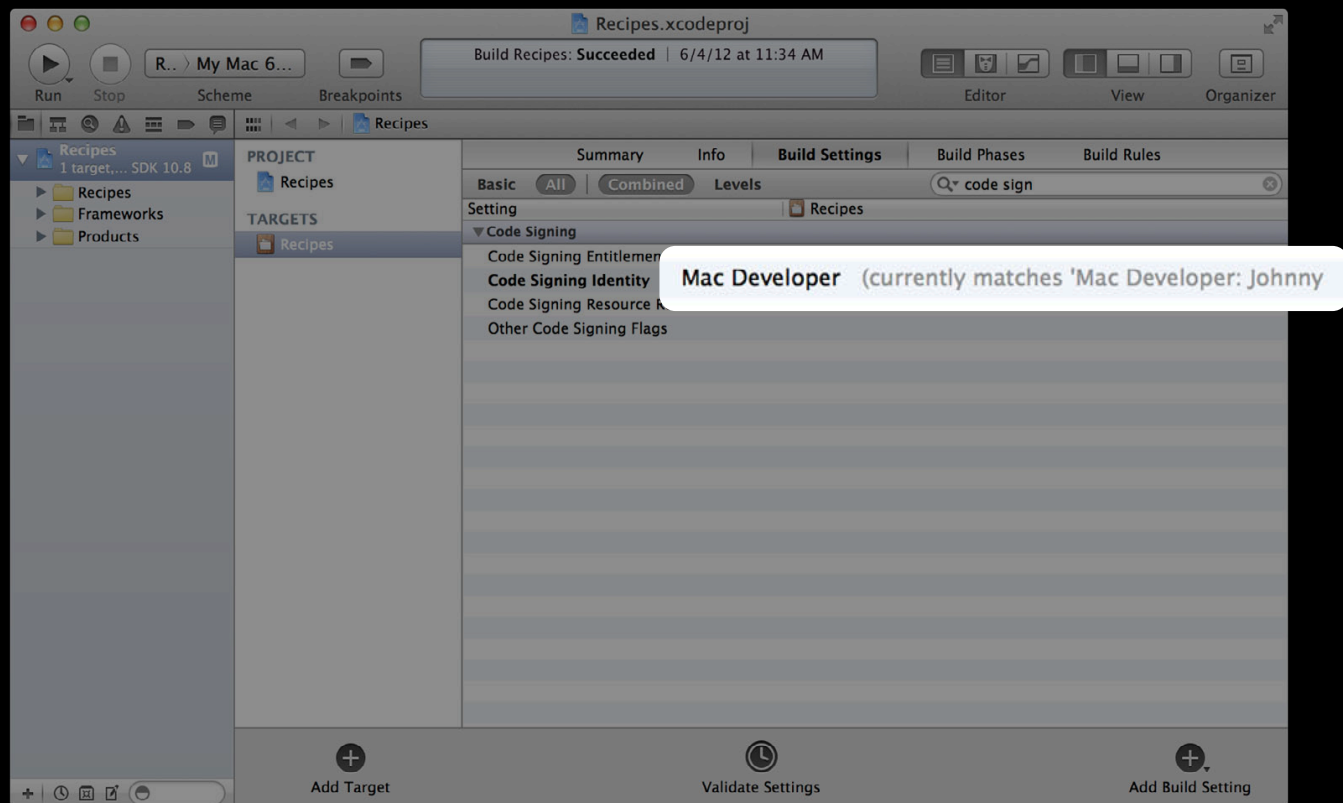 Recipes.xcodeproj
Build Recipes: Succeeded | 6/4/12 at 11:34 AM
R.. 〉 My Mac 6...
Run Stop Scheme Breakpoints Editor View Organizer
Recipes
Recipes
1 target,... SDK 10.8 M
Recipes
Frameworks
Products
PROJECT
Recipes
TARGETS
Recipes
Summary Info Build Settings Build Phases Build Rules
Basic All Combined Levels code sign
Setting Recipes
Code Signing
Code Signing Entitlemen
Code Signing Identity Mac Developer (currently matches 'Mac Developer: Johnny
Code Signing Resource R
Other Code Signing Flags
Add Target Validate Settings Add Build Setting